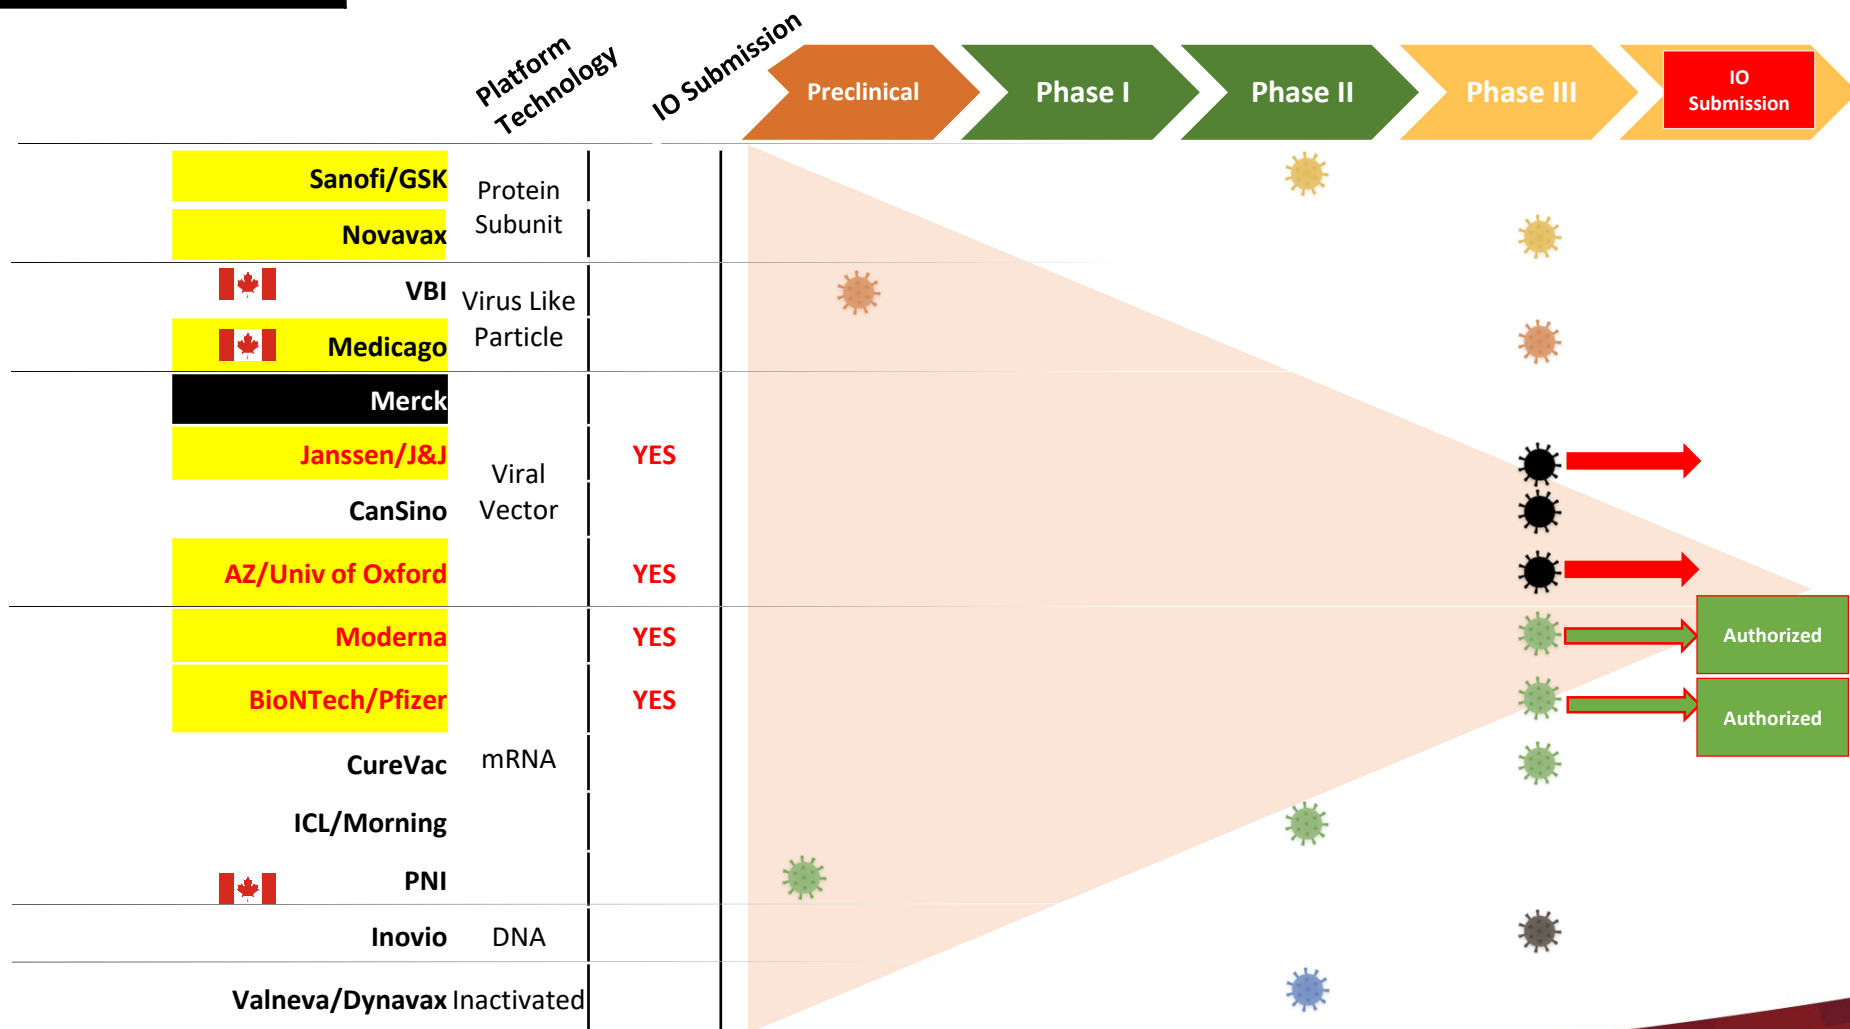 Platform
Technology
IO Submission
Preclinical
Phase I
Phase II
Phase III
IO
Submission
Sanofi/GSK
Protein
Subunit
Novavax
VBI
Virus Like
Particle
Medicago
Merck
Janssen/J&J
YES
Viral
Vector
CanSino
AZ/Univ of Oxford
YES
Moderna
YES
Authorized
BioNTech/Pfizer
YES
Authorized
CureVac
mRNA
ICL/Morning
PNI
Inovio
DNA
Valneva/Dynavax
Inactivated